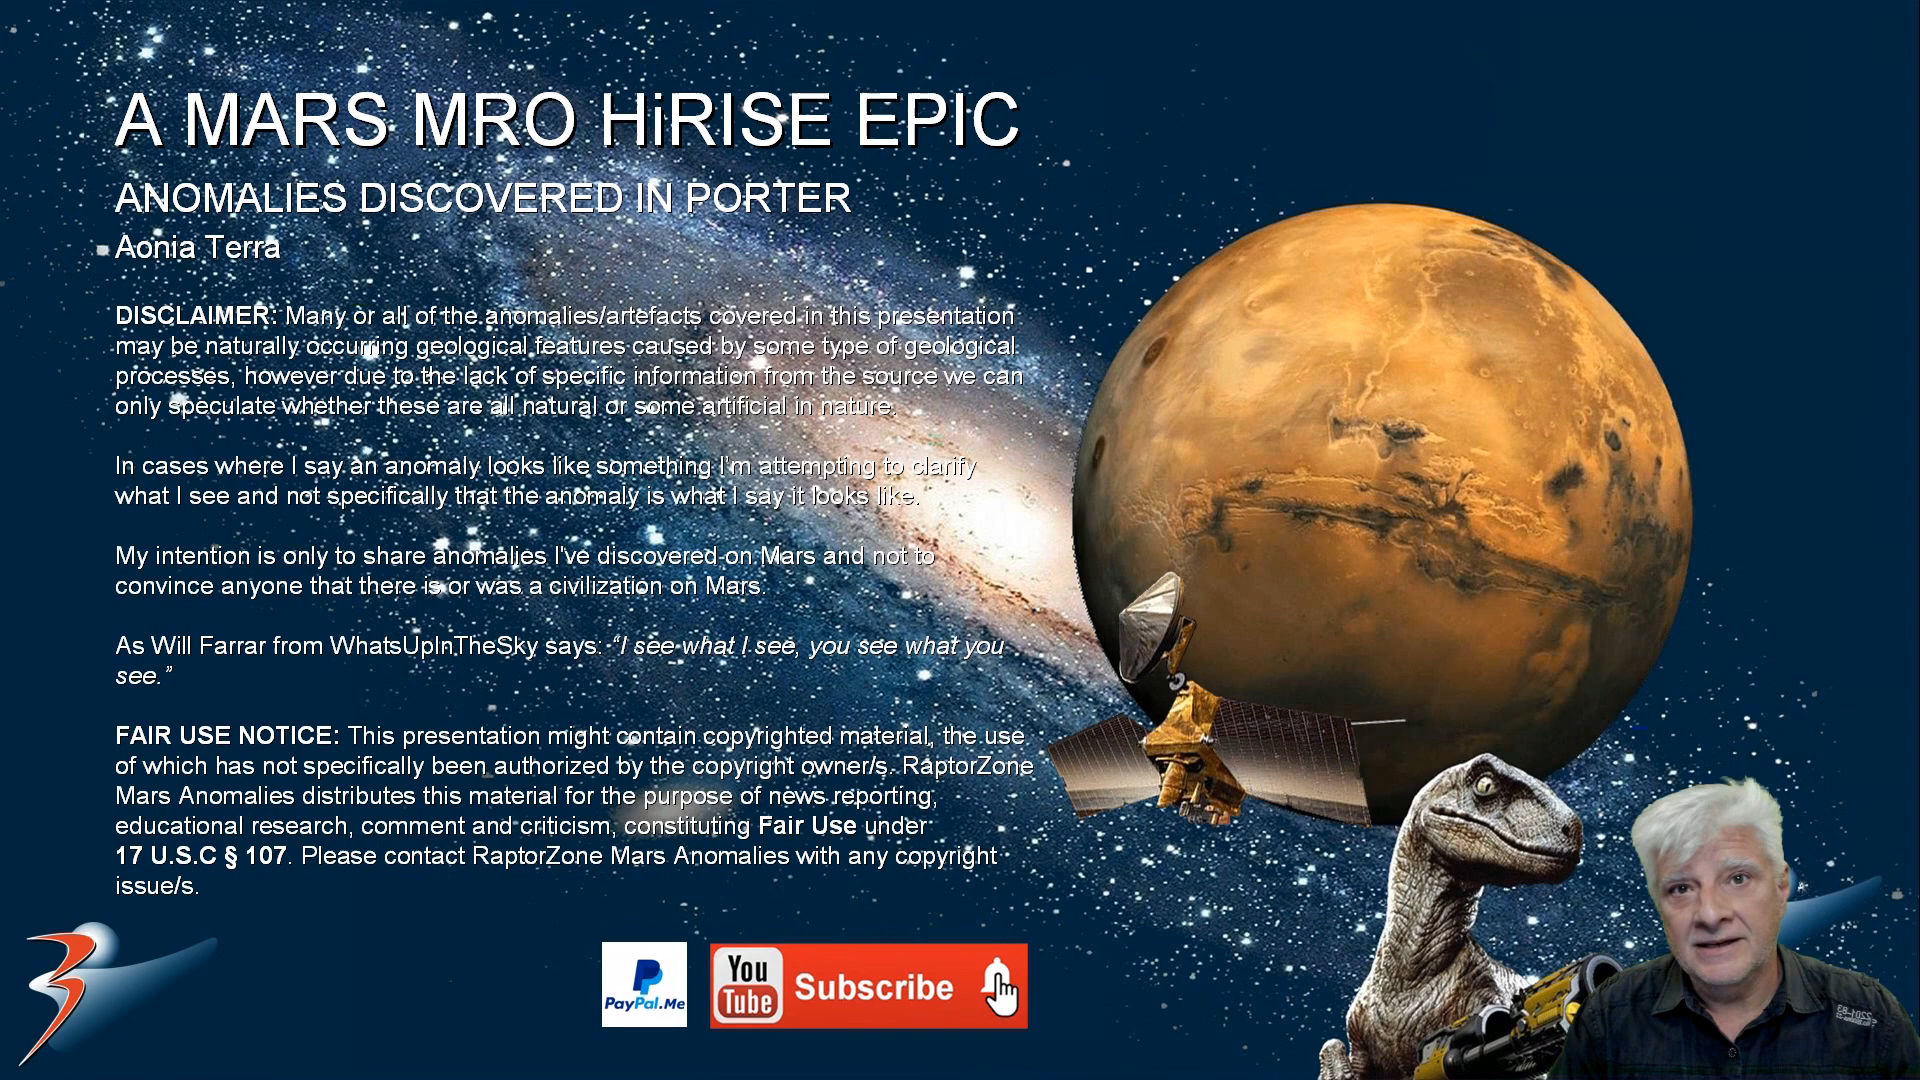 A MARS MRO HiRISE EPIC
ANOMALIES DISCOVERED IN PORTER
Aonia Terra
DISCLAIMER: Many or all of the anomalies/artefacts covered in this presentation
may be naturally occurring geological features caused by some type of geological
processes, however due to the lack of specific information from the source we can
only speculate whether these are all natural or some artificial in nature.
In cases where I say an anomaly looks like something I'm attempting to clarify
what I see and not specifically that the anomaly is what I say it looks like.
My intention is only to share anomalies I've discovered on Mars and not to
convince anyone that there is or was a civilization on Mars.
As Will Farrar from WhatsUpInTheSky says: “I see what I see, you see what you
see.”
FAIR USE NOTICE: This presentation might contain copyrighted material, the use
of which has not specifically been authorized by the copyright owner/s. RaptorZone
Mars Anomalies distributes this material for the purpose of news reporting,
educational research, comment and criticism, constituting Fair Use under
17 U.S.C § 107. Please contact RaptorZone Mars Anomalies with any copyright
issue/s.
PayPal.Me
You
Tube
Subscribe